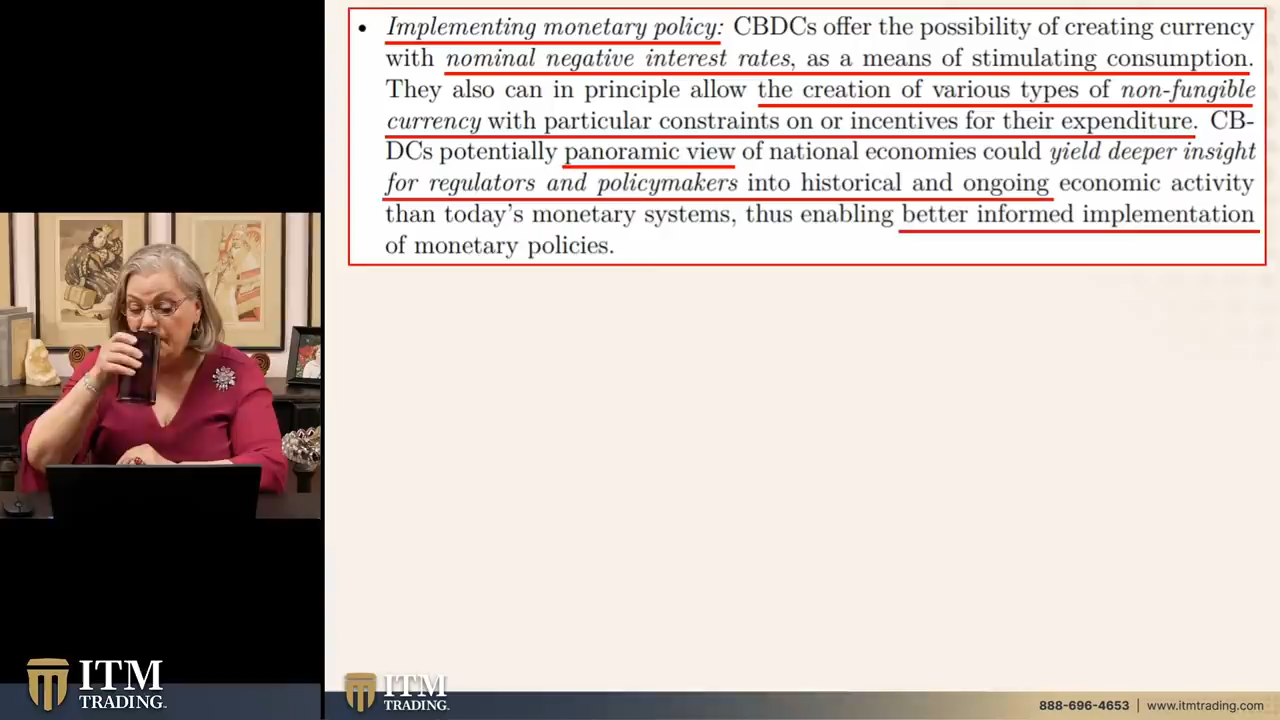 • Implementing monetary policy: CBDCs offer the possibility of creating currency
with nominal negative interest rates, as a means of stimulating consumption.
They also can in principle allow the creation of various types of non-fungible
currency with particular constraints on or incentives for their expenditure. CB-
DCs potentially panoramic view of national economies could yield deeper insight
for regulators and policymakers into historical and ongoing economic activity
than today's monetary systems, thus enabling better informed implementation
of monetary policies.
ITM
TRADING.
ITM
TRADING.
888-696-4653 | www.itmtrading.com